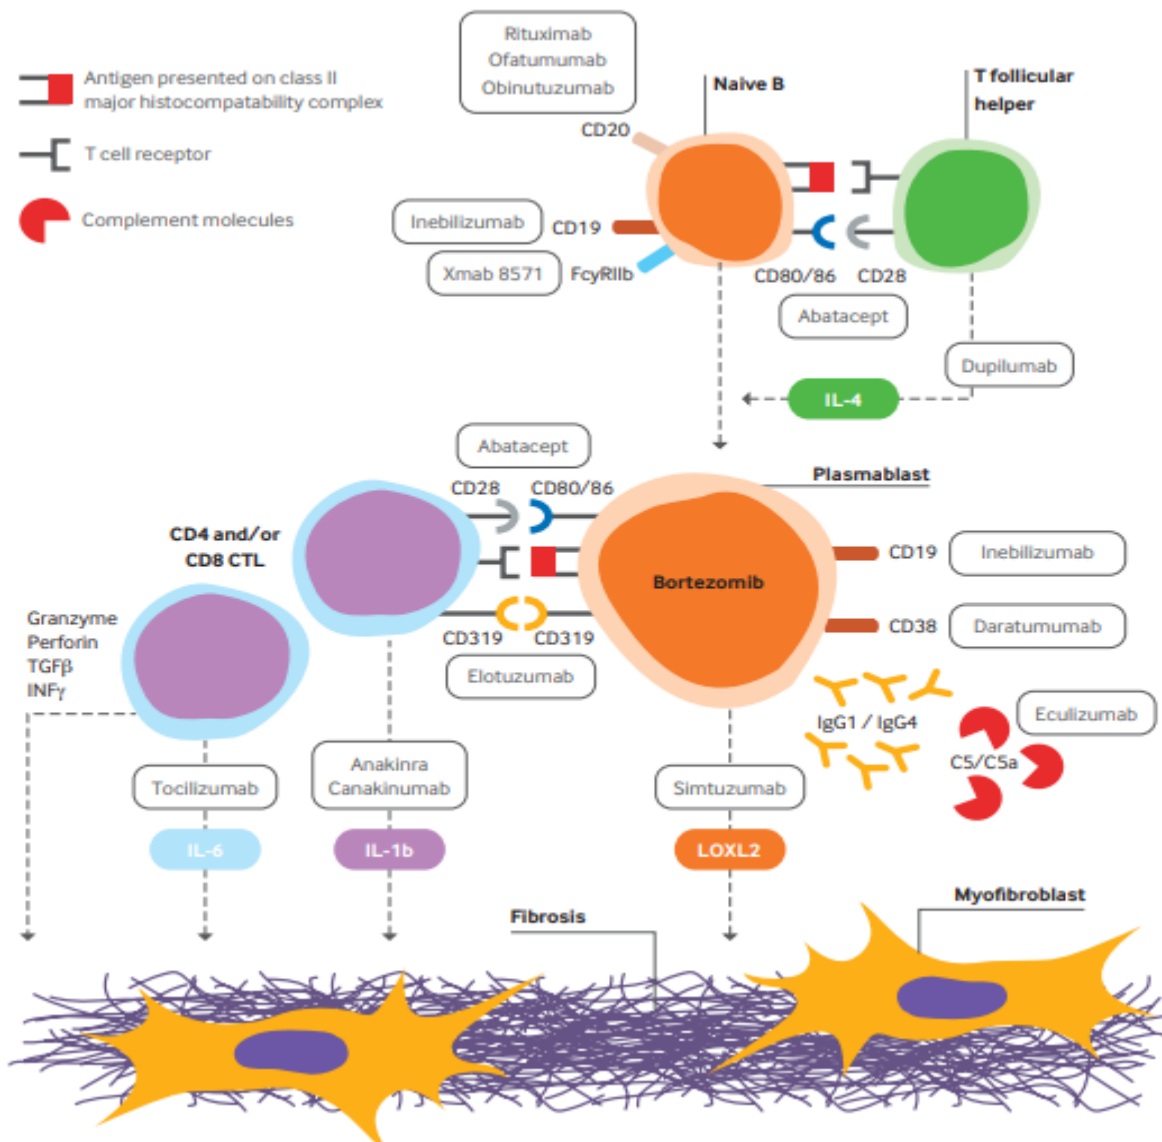 Antigen presented on class II
major histocompatability complex
T cell receptor
Complement molecules
Rituximab
Ofatumumab
Obinutuzumab
CD20
Naive B
T follicular
helper
Inebilizumab
CD19
Xmab 8571
FcyRIIb
CD80/86
CD28
Abatacept
Dupilumab
IL-4
Abatacept
CD28
CD80/86
Plasmablast
CD4 and/or
CD8 CTL
Bortezomib
CD19
Inebilizumab
CD38
Daratumumab
CD319
CD319
Elotuzumab
Granzyme
Perforin
TGFβ
INFγ
IgG1 / IgG4
Eculizumab
C5/C5a
Tocilizumab
Anakinra
Canakinumab
Simtuzumab
IL-6
IL-1b
LOXL2
Fibrosis
Myofibroblast